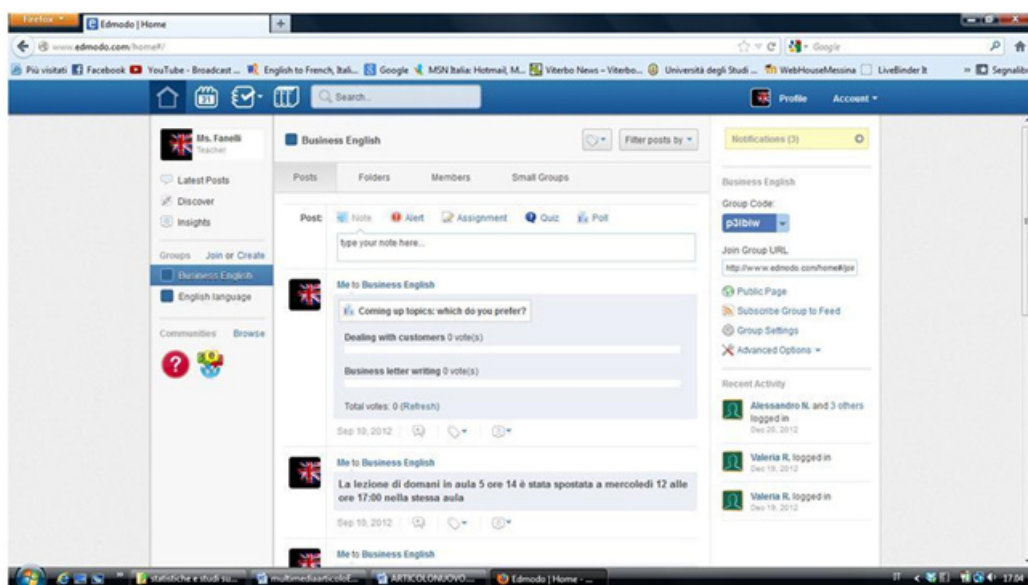 Firefox
Edmodo | Home
www.edmodo.com/home#/
Google
Più visitati Facebook YouTube - Broadcast ... English to French, Itali... Google MSN Italia: Hotmail, M... Viterbo News – Viterbo... Università degli Studi ... WebHouseMessina LiveBinder It Segnalibri
Search...
Profile Account
Ms. Fanelli
Teacher
Latest Posts
Discover
Insights
Groups Join or Create
Business English
English language
Communities Browse
Business English
Filter posts by
Posts Folders Members Small Groups
Post: Note Alert Assignment Quiz Poll
type your note here...
Me to Business English
Coming up topics: which do you prefer?
Dealing with customers 0 vote(s)
Business letter writing 0 vote(s)
Total votes: 0 (Refresh)
Sep 10, 2012
Me to Business English
La lezione di domani in aula 5 ore 14 è stata spostata a mercoledì 12 alle
ore 17:00 nella stessa aula
Sep 10, 2012
Me to Business English
Notifications (3)
Business English
Group Code:
Join Group URL
http://www.edmodo.com/home#/joi
Public Page
Subscribe Group to Feed
Group Settings
Advanced Options
Recent Activity
Alessandro N. and 3 others
logged in
Dec 20, 2012
Valeria R. logged in
Dec 19, 2012
Valeria R. logged in
Dec 19, 2012
statistiche e studi su... multimediaarticoloE... ARTICOLONUOVO... Edmodo | Home - ...
IT